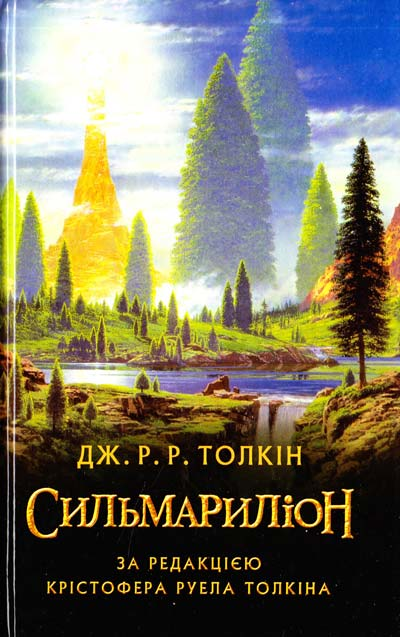 ДЖ. Р. Р. ТОЛКІН
СИЛЬМАРИЛІОН
ЗА РЕДАКЦІЄЮ
КРІСТОФЕРА РУЕЛА ТОЛКІНА